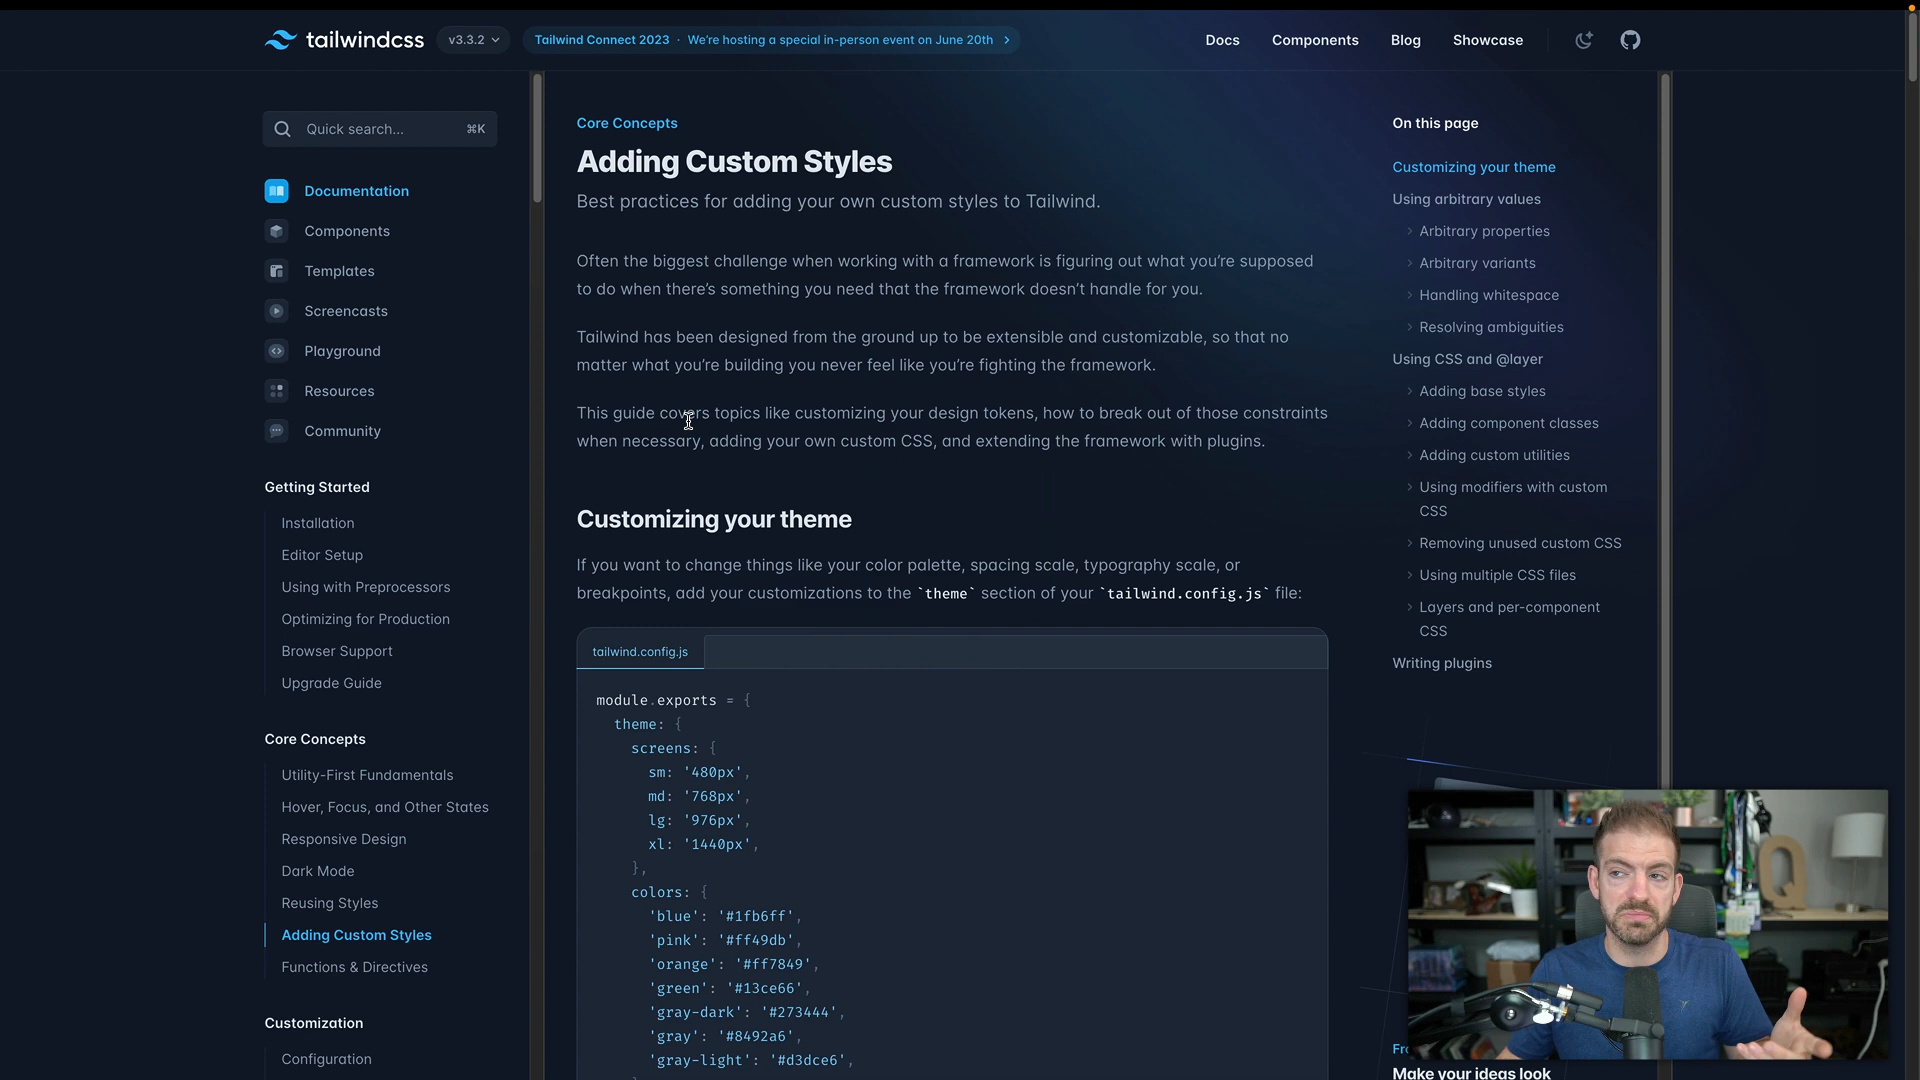 tailwindcss
v3.3.2
Tailwind Connect 2023 · We're hosting a special in-person event on June 20th
Docs
Components
Blog
Showcase
Quick search...
⌘K
Documentation
Components
Templates
Screencasts
Playground
Resources
Community
Getting Started
Installation
Editor Setup
Using with Preprocessors
Optimizing for Production
Browser Support
Upgrade Guide
Core Concepts
Utility-First Fundamentals
Hover, Focus, and Other States
Responsive Design
Dark Mode
Reusing Styles
Adding Custom Styles
Functions & Directives
Customization
Configuration
Core Concepts
Adding Custom Styles
Best practices for adding your own custom styles to Tailwind.
Often the biggest challenge when working with a framework is figuring out what you're supposed
to do when there's something you need that the framework doesn't handle for you.
Tailwind has been designed from the ground up to be extensible and customizable, so that no
matter what you're building you never feel like you're fighting the framework.
This guide covers topics like customizing your design tokens, how to break out of those constraints
when necessary, adding your own custom CSS, and extending the framework with plugins.
Customizing your theme
If you want to change things like your color palette, spacing scale, typography scale, or
breakpoints, add your customizations to the `theme` section of your `tailwind.config.js` file:
tailwind.config.js
module.exports = {
theme: {
screens: {
sm: '480px',
md: '768px',
lg: '976px',
xl: '1440px',
},
colors: {
'blue': '#1fb6ff',
'pink': '#ff49db',
'orange': '#ff7849',
'green': '#13ce66',
'gray-dark': '#273444',
'gray': '#8492a6',
'gray-light': '#d3dce6',
On this page
Customizing your theme
Using arbitrary values
Arbitrary properties
Arbitrary variants
Handling whitespace
Resolving ambiguities
Using CSS and @layer
Adding base styles
Adding component classes
Adding custom utilities
Using modifiers with custom
CSS
Removing unused custom CSS
Using multiple CSS files
Layers and per-component
CSS
Writing plugins
Make your ideas look